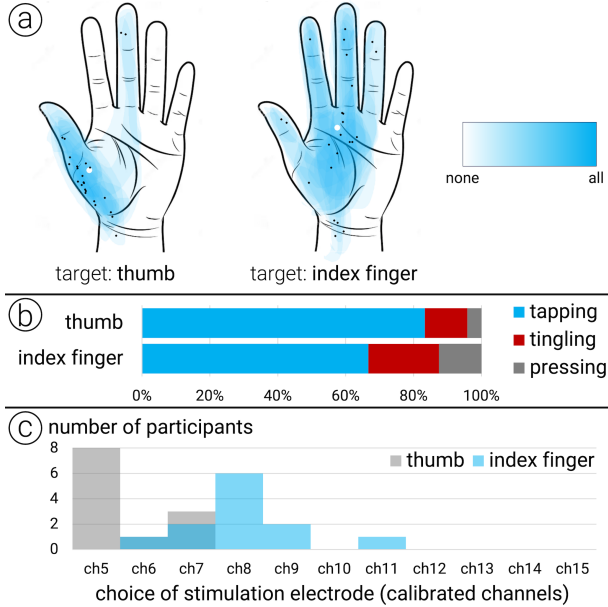 a
none all
target: thumb target: index finger
b
thumb
index finger
tapping
tingling
pressing
0% 20% 40% 60% 80% 100%
c number of participants
8
6
4
2
0
thumb index finger
ch5 ch6 ch7 ch8 ch9 ch10 ch11 ch12 ch13 ch14 ch15
choice of stimulation electrode (calibrated channels)